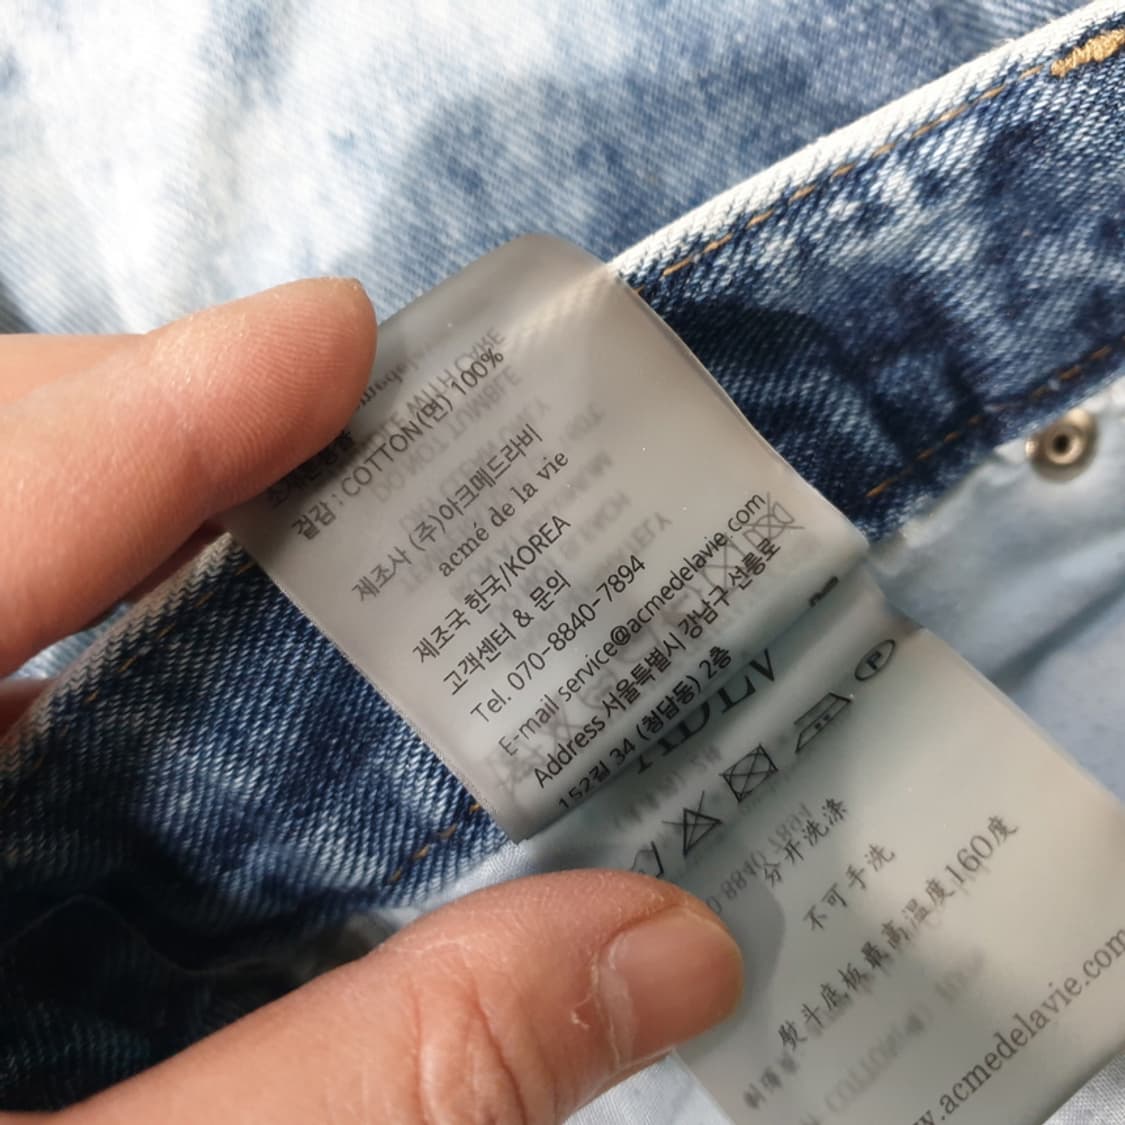 겉감 : COTTON(면) 100%
제조사 (주)아크메드라비
acmé de la vie
제조국 한국/KOREA
고객센터 & 문의
Tel. 070-8840-7894
E-mail service@acmedelavie.com
Address 서울특별시 강남구 선릉로
152길 34 (청담동) 2층
P
分开洗涤
不可手洗
熨斗底板最高温度160度
.acmedelavie.com